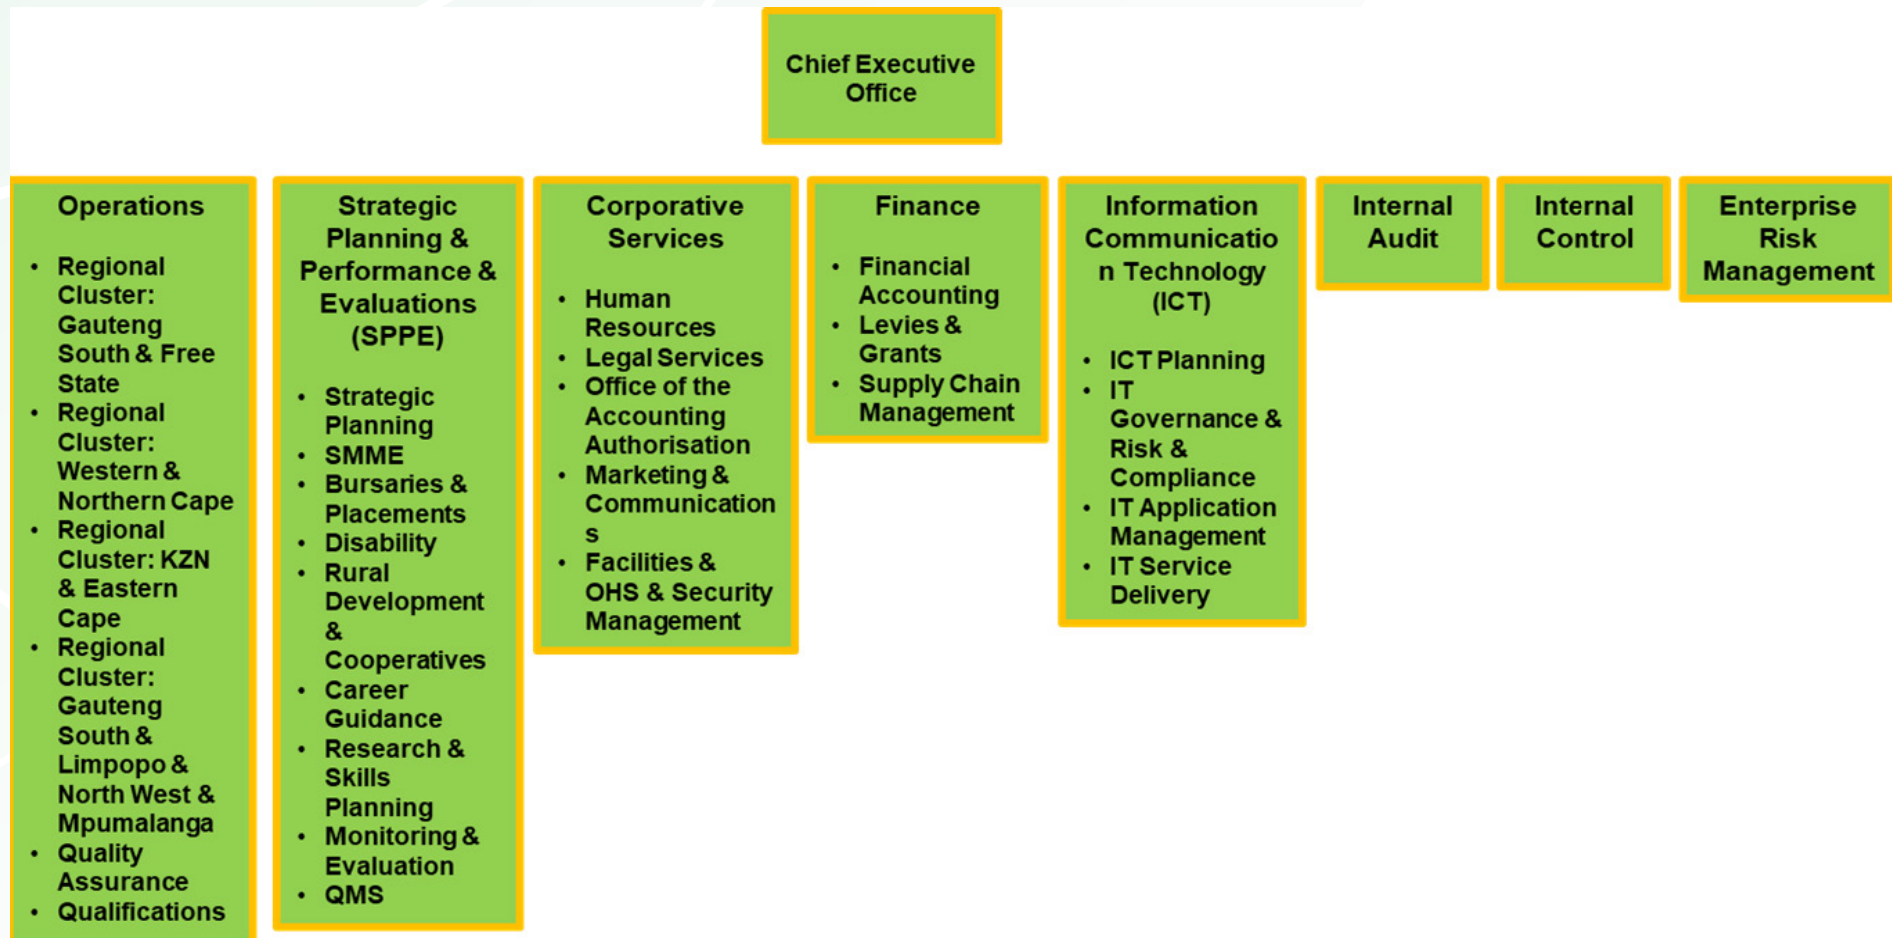 Chief Executive
Office
Operations
• Regional
Cluster:
Gauteng
South & Free
State
• Regional
Cluster:
Western &
Northern Cape
• Regional
Cluster: KZN
& Eastern
Cape
• Regional
Cluster:
Gauteng
South &
Limpopo &
North West &
Mpumalanga
• Quality
Assurance
• Qualifications
Strategic
Planning &
Performance &
Evaluations
(SPPE)
• Strategic
Planning
• SMME
• Bursaries &
Placements
• Disability
• Rural
Development
&
Cooperatives
• Career
Guidance
• Research &
Skills
Planning
• Monitoring &
Evaluation
• QMS
Corporative
Services
• Human
Resources
• Legal Services
• Office of the
Accounting
Authorisation
• Marketing &
Communication
s
• Facilities &
OHS & Security
Management
Finance
• Financial
Accounting
• Levies &
Grants
• Supply Chain
Management
Information
Communicatio
n Technology
(ICT)
• ICT Planning
• IT
Governance &
Risk &
Compliance
• IT Application
Management
• IT Service
Delivery
Internal
Audit
Internal
Control
Enterprise
Risk
Management